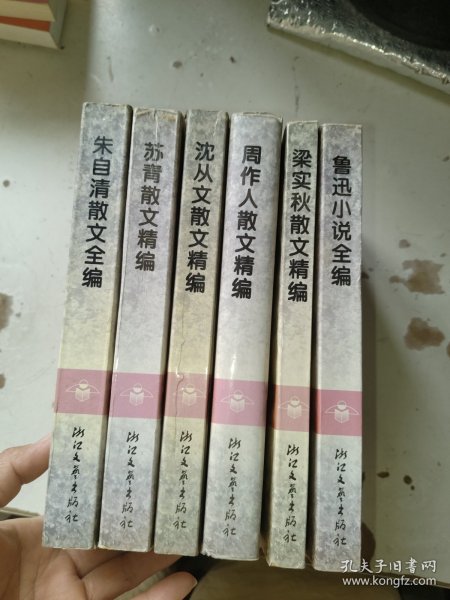 朱自清散文全编
浙江文艺出版社
苏青散文精编
浙江文艺出版社
沈从文散文精编
浙江文艺出版社
周作人散文精编
浙江文艺出版社
梁实秋散文精编
浙江文艺出版社
鲁迅小说全编
浙江文艺出版社
孔夫子旧书网
www.kongfz.com